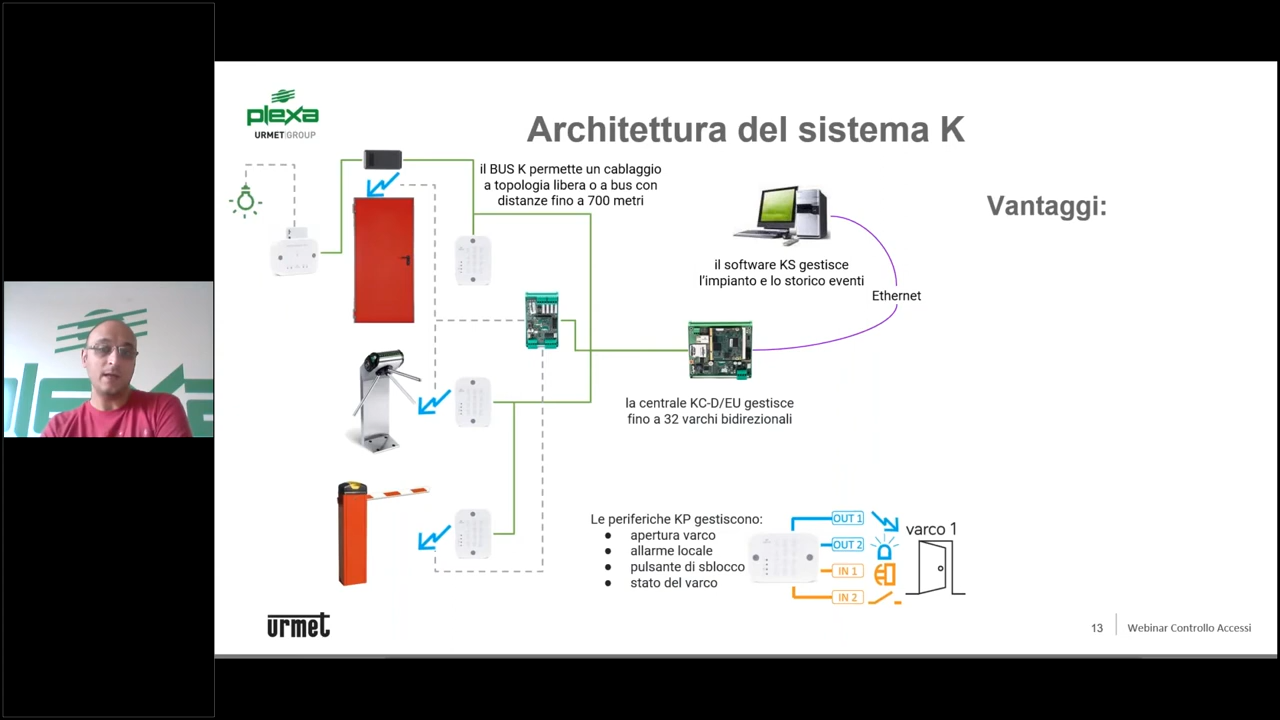 plexa
URMET GROUP
Architettura del sistema K
il BUS K permette un cablaggio
a topologia libera o a bus con
distanze fino a 700 metri
Vantaggi:
il software KS gestisce
l'impianto e lo storico eventi
Ethernet
la centrale KC-D/EU gestisce
fino a 32 varchi bidirezionali
Le periferiche KP gestiscono:
● apertura varco
● allarme locale
● pulsante di sblocco
● stato del varco
OUT 1
OUT 2
IN 1
IN 2
varco 1
urmet
13
Webinar Controllo Accessi